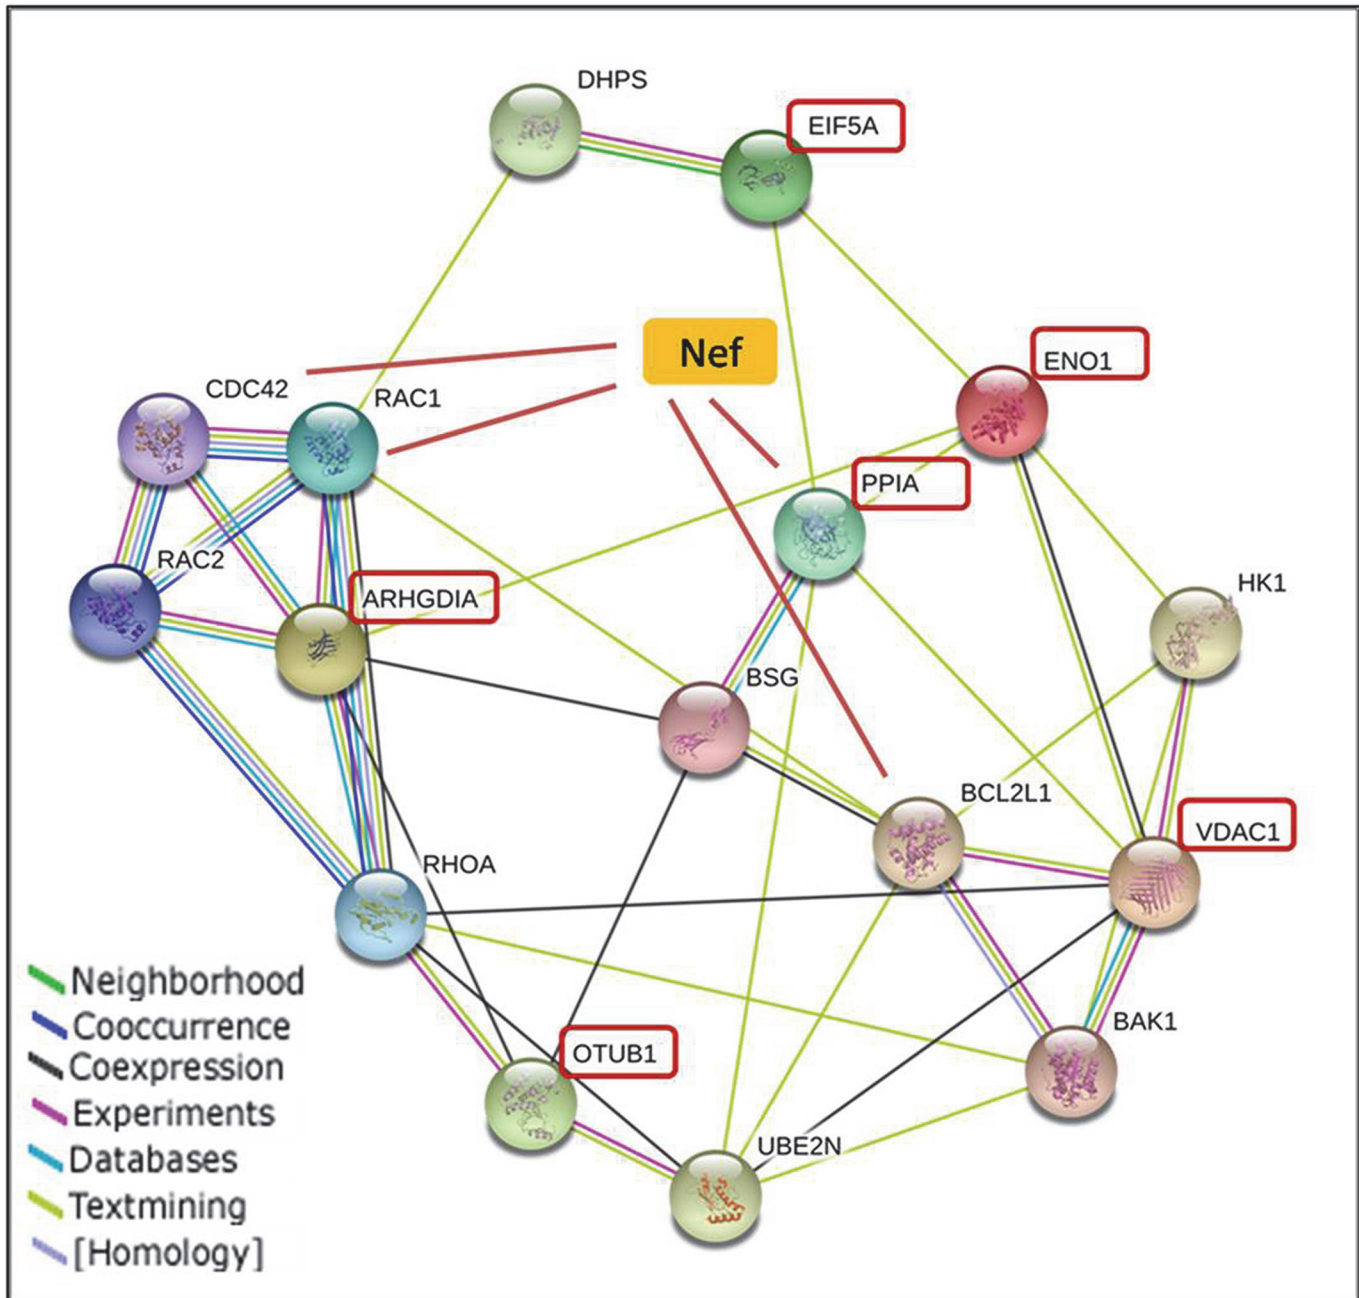 DHPS
EIF5A
Nef
ENO1
CDC42
RAC1
PPIA
RAC2
ARHGDIA
HK1
BSG
BCL2L1
VDAC1
RHOA
Neighborhood
Cooccurrence
Coexpression
Experiments
Databases
Textmining
[Homology]
OTUB1
BAK1
UBE2N